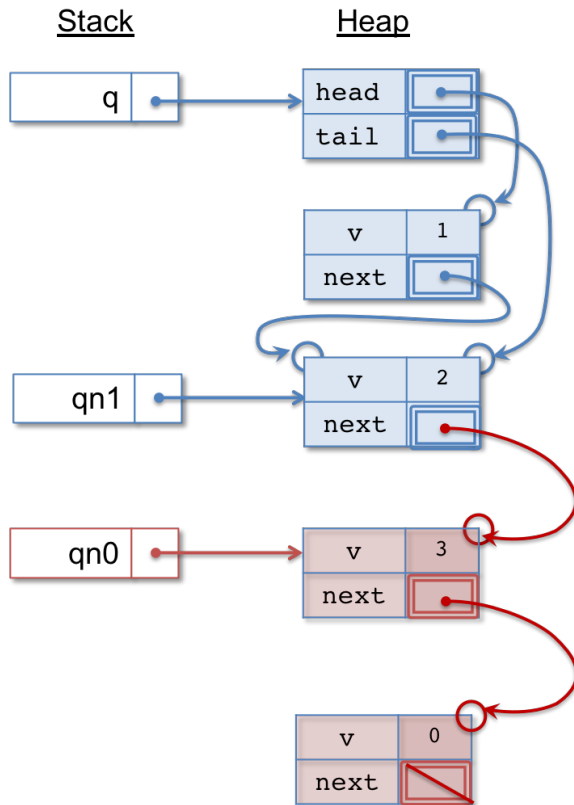 Stack Heap
q head
tail
v 1
next
qn1 v 2
next
qn0 v 3
next
v 0
next